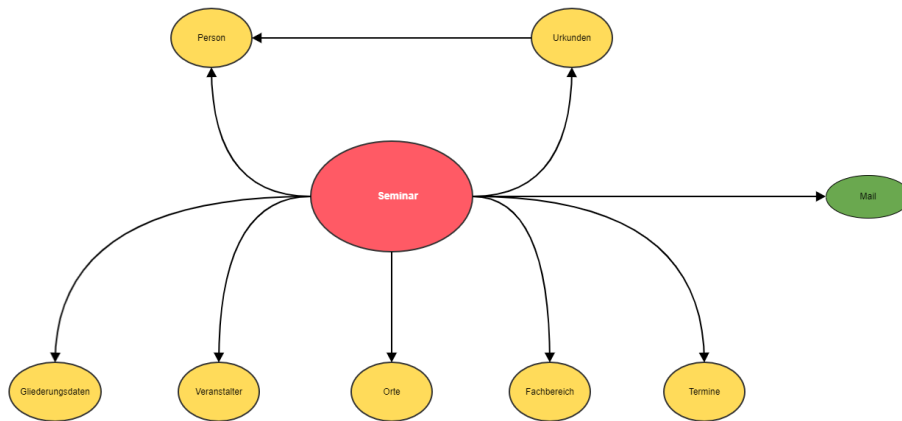 Person
Urkunden
Seminar
Mail
Gliederungsdaten
Veranstalter
Orte
Fachbereich
Termine